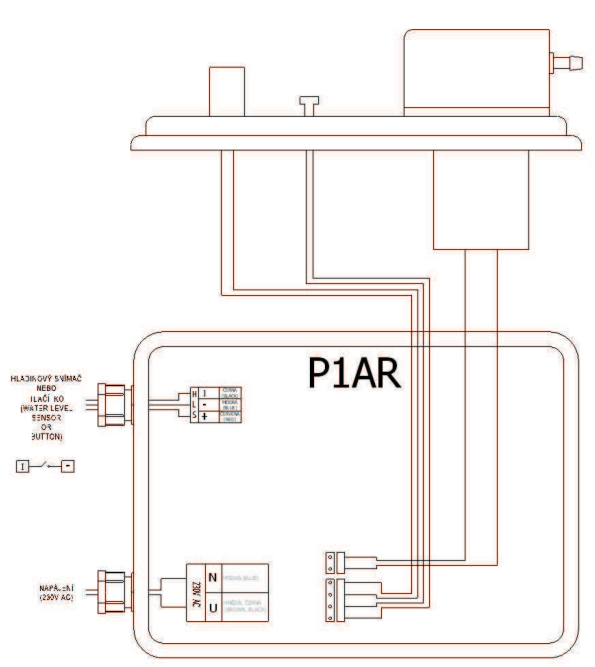 P1AR
HLADINOVÝ SNÍMAČ
NEBO
TLAČÍTKO
(WATER LEVEL
SENSOR
OR
BUTTON)
I -
H I ČERNÁ
(BLACK)
L - MODRÁ
(BLUE)
S + ČERVENÁ
(RED)
NAPÁJENÍ
(230V AC)
230V AC
N MODRÁ (BLUE)
U HNĚDÁ, ČERNÁ
(BROWN, BLACK)